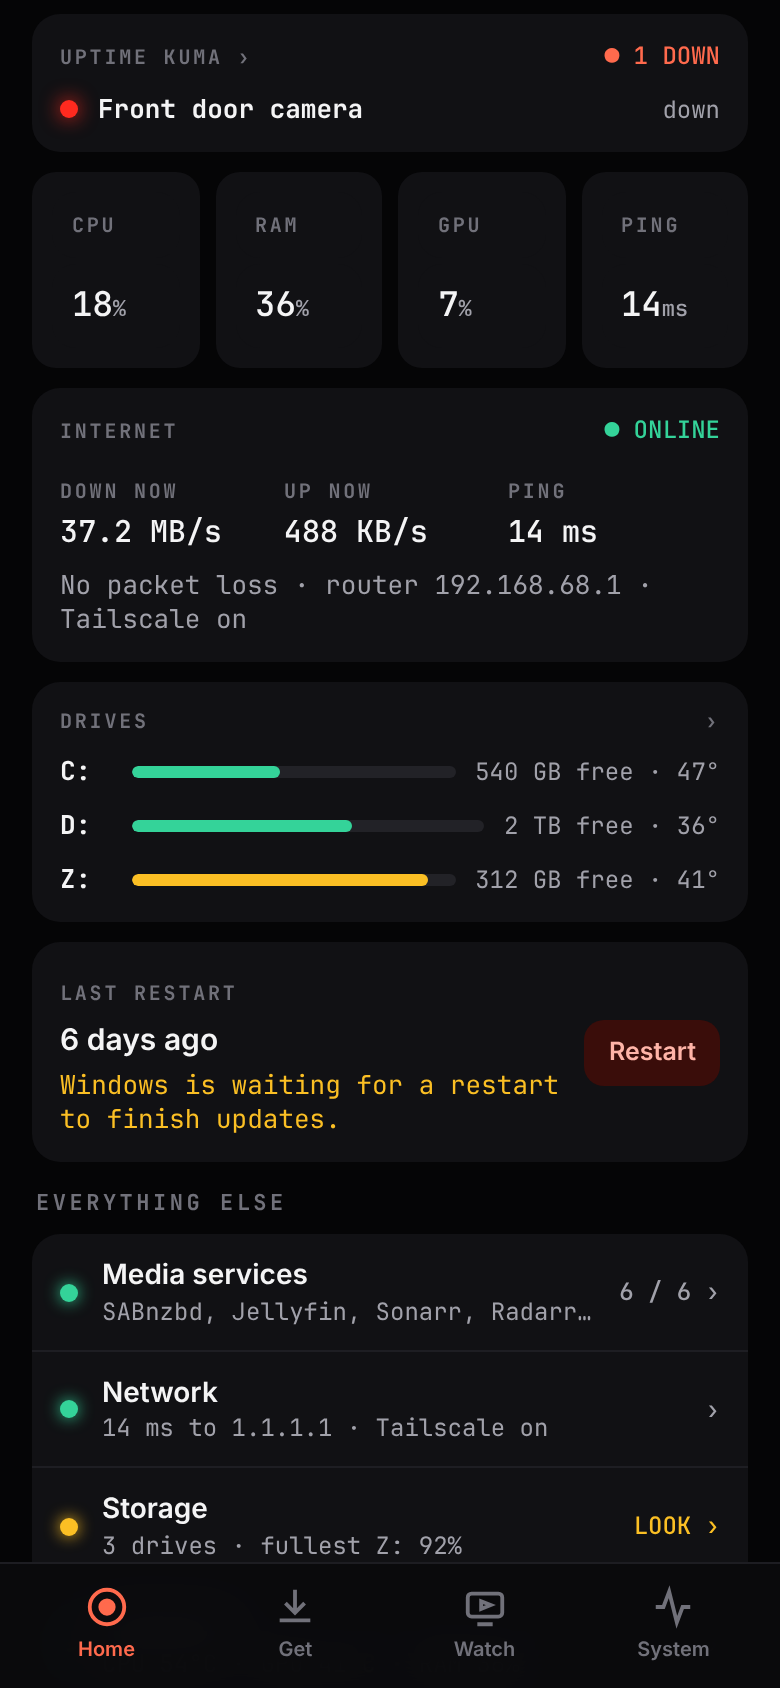 UPTIME KUMA ›
1 DOWN
Front door camera
down
CPU
RAM
GPU
PING
18%
36%
7%
14ms
INTERNET
ONLINE
DOWN NOW
UP NOW
PING
37.2 MB/s
488 KB/s
14 ms
No packet loss · router 192.168.68.1 ·
Tailscale on
DRIVES ›
C: 540 GB free · 47°
D: 2 TB free · 36°
Z: 312 GB free · 41°
LAST RESTART
6 days ago
Windows is waiting for a restart
to finish updates.
Restart
EVERYTHING ELSE
Media services
SABnzbd, Jellyfin, Sonarr, Radarr…
6 / 6 ›
Network
14 ms to 1.1.1.1 · Tailscale on
›
Storage
3 drives · fullest Z: 92%
LOOK ›
Home
Get
Watch
System